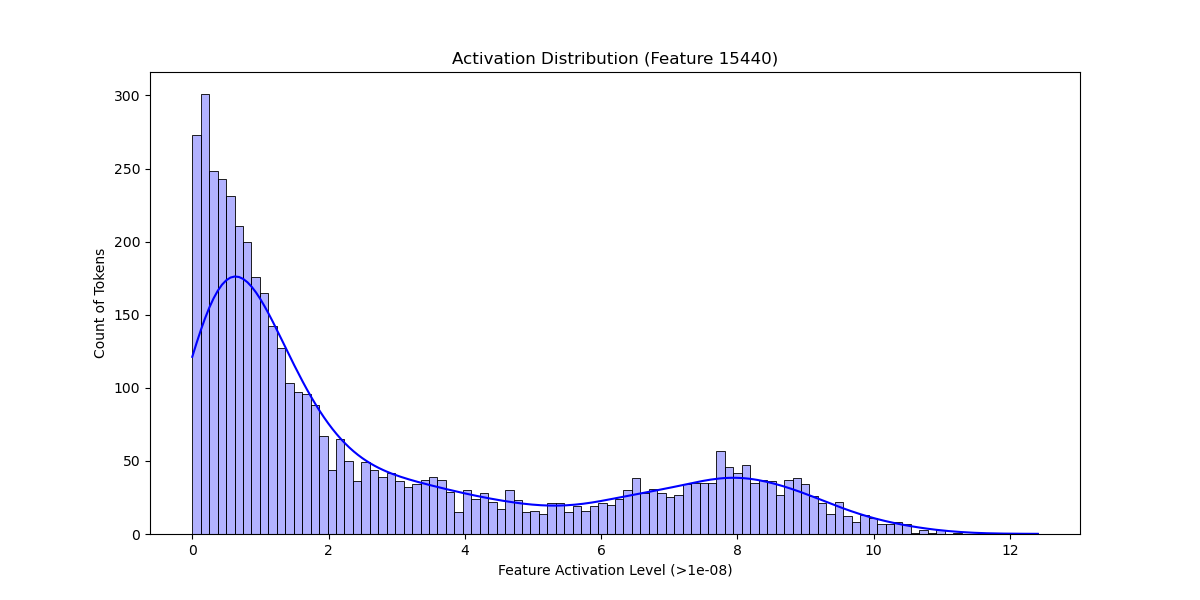 Activation Distribution (Feature 15440)
300
250
200
150
100
50
0
Count of Tokens
0 2 4 6 8 10 12
Feature Activation Level (>1e-08)